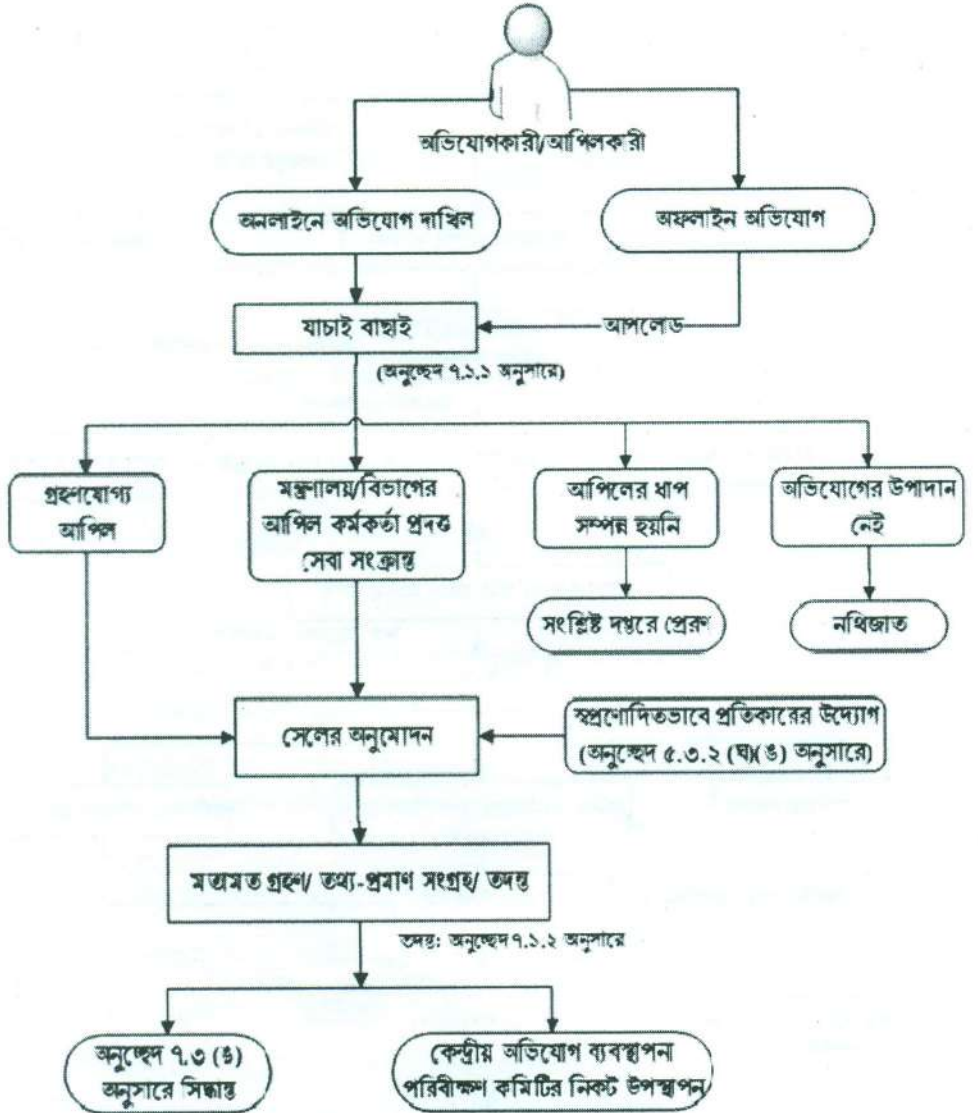 অভিযোগকারী/আপিলকারী
অনলাইনে অভিযোগ দাখিল
অফলাইন অভিযোগ
যাচাই বাছাই
আপলোড
(অনুচ্ছেদ ৭.১.১ অনুসারে)
গ্রহণযোগ্য
আপিল
মন্ত্রণালয়/বিভাগের
আপিল কর্মকর্তা প্রদত্ত
সেবা সংক্রান্ত
আপিলের ধাপ
সম্পন্ন হয়নি
অভিযোগের উপাদান
নেই
সংশ্লিষ্ট দপ্তরে প্রেরণ
নথিজাত
সেলের অনুমোদন
স্বপ্রণোদিতভাবে প্রতিকারের উদ্যোগ
(অনুচ্ছেদ ৫.৩.২ (ঘ)(ঙ) অনুসারে)
মতামত গ্রহণ/ তথ্য-প্রমাণ সংগ্রহ/ তদন্ত
তদন্ত: অনুচ্ছেদ ৭.১.২ অনুসারে
অনুচ্ছেদ ৭.৩ (ঙ)
অনুসারে সিদ্ধান্ত
কেন্দ্রীয় অভিযোগ ব্যবস্থাপনা
পরিবীক্ষণ কমিটির নিকট উপস্থাপন